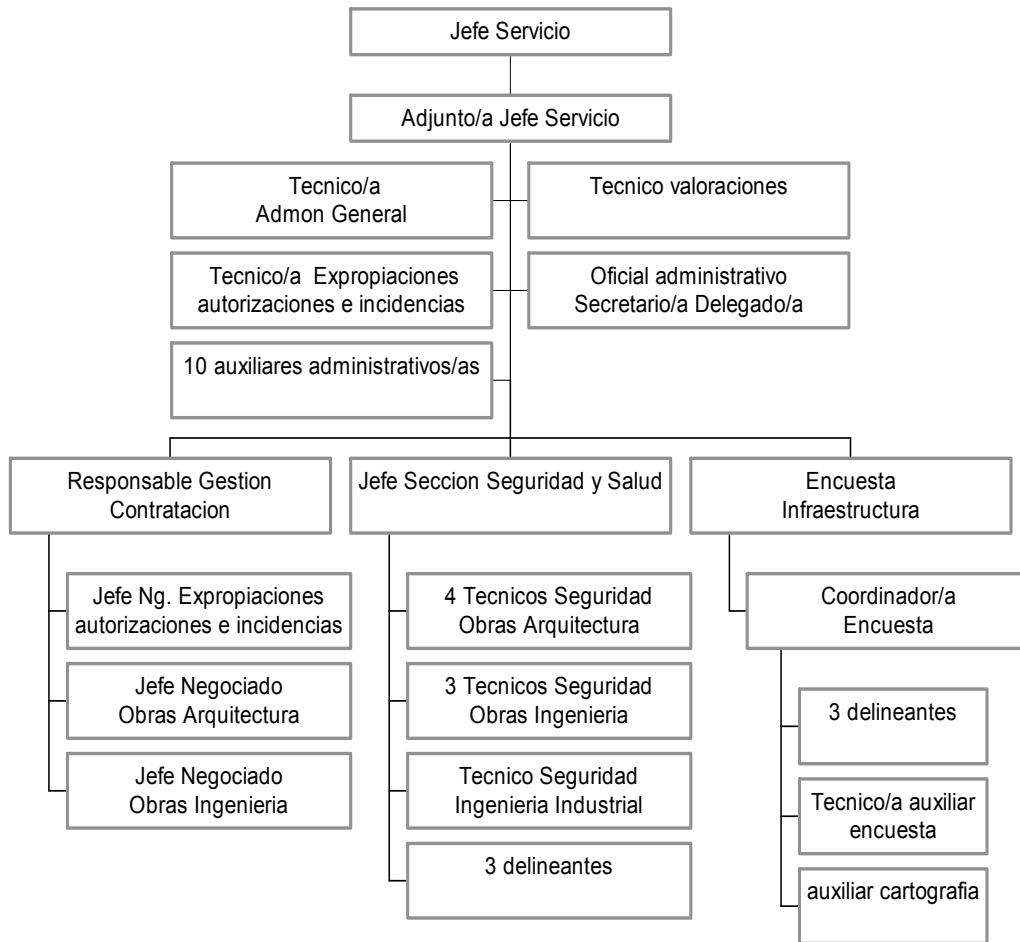 Jefe Servicio
Adjunto/a Jefe Servicio
Tecnico/a
Admon General
Tecnico valoraciones
Tecnico/a Expropiaciones
autorizaciones e incidencias
Oficial administrativo
Secretario/a Delegado/a
10 auxiliares administrativos/as
Responsable Gestion
Contratacion
Jefe Ng. Expropiaciones
autorizaciones e incidencias
Jefe Negociado
Obras Arquitectura
Jefe Negociado
Obras Ingenieria
Jefe Seccion Seguridad y Salud
4 Tecnicos Seguridad
Obras Arquitectura
3 Tecnicos Seguridad
Obras Ingenieria
Tecnico Seguridad
Ingenieria Industrial
3 delineantes
Encuesta
Infraestructura
Coordinador/a
Encuesta
3 delineantes
Tecnico/a auxiliar
encuesta
auxiliar cartografia